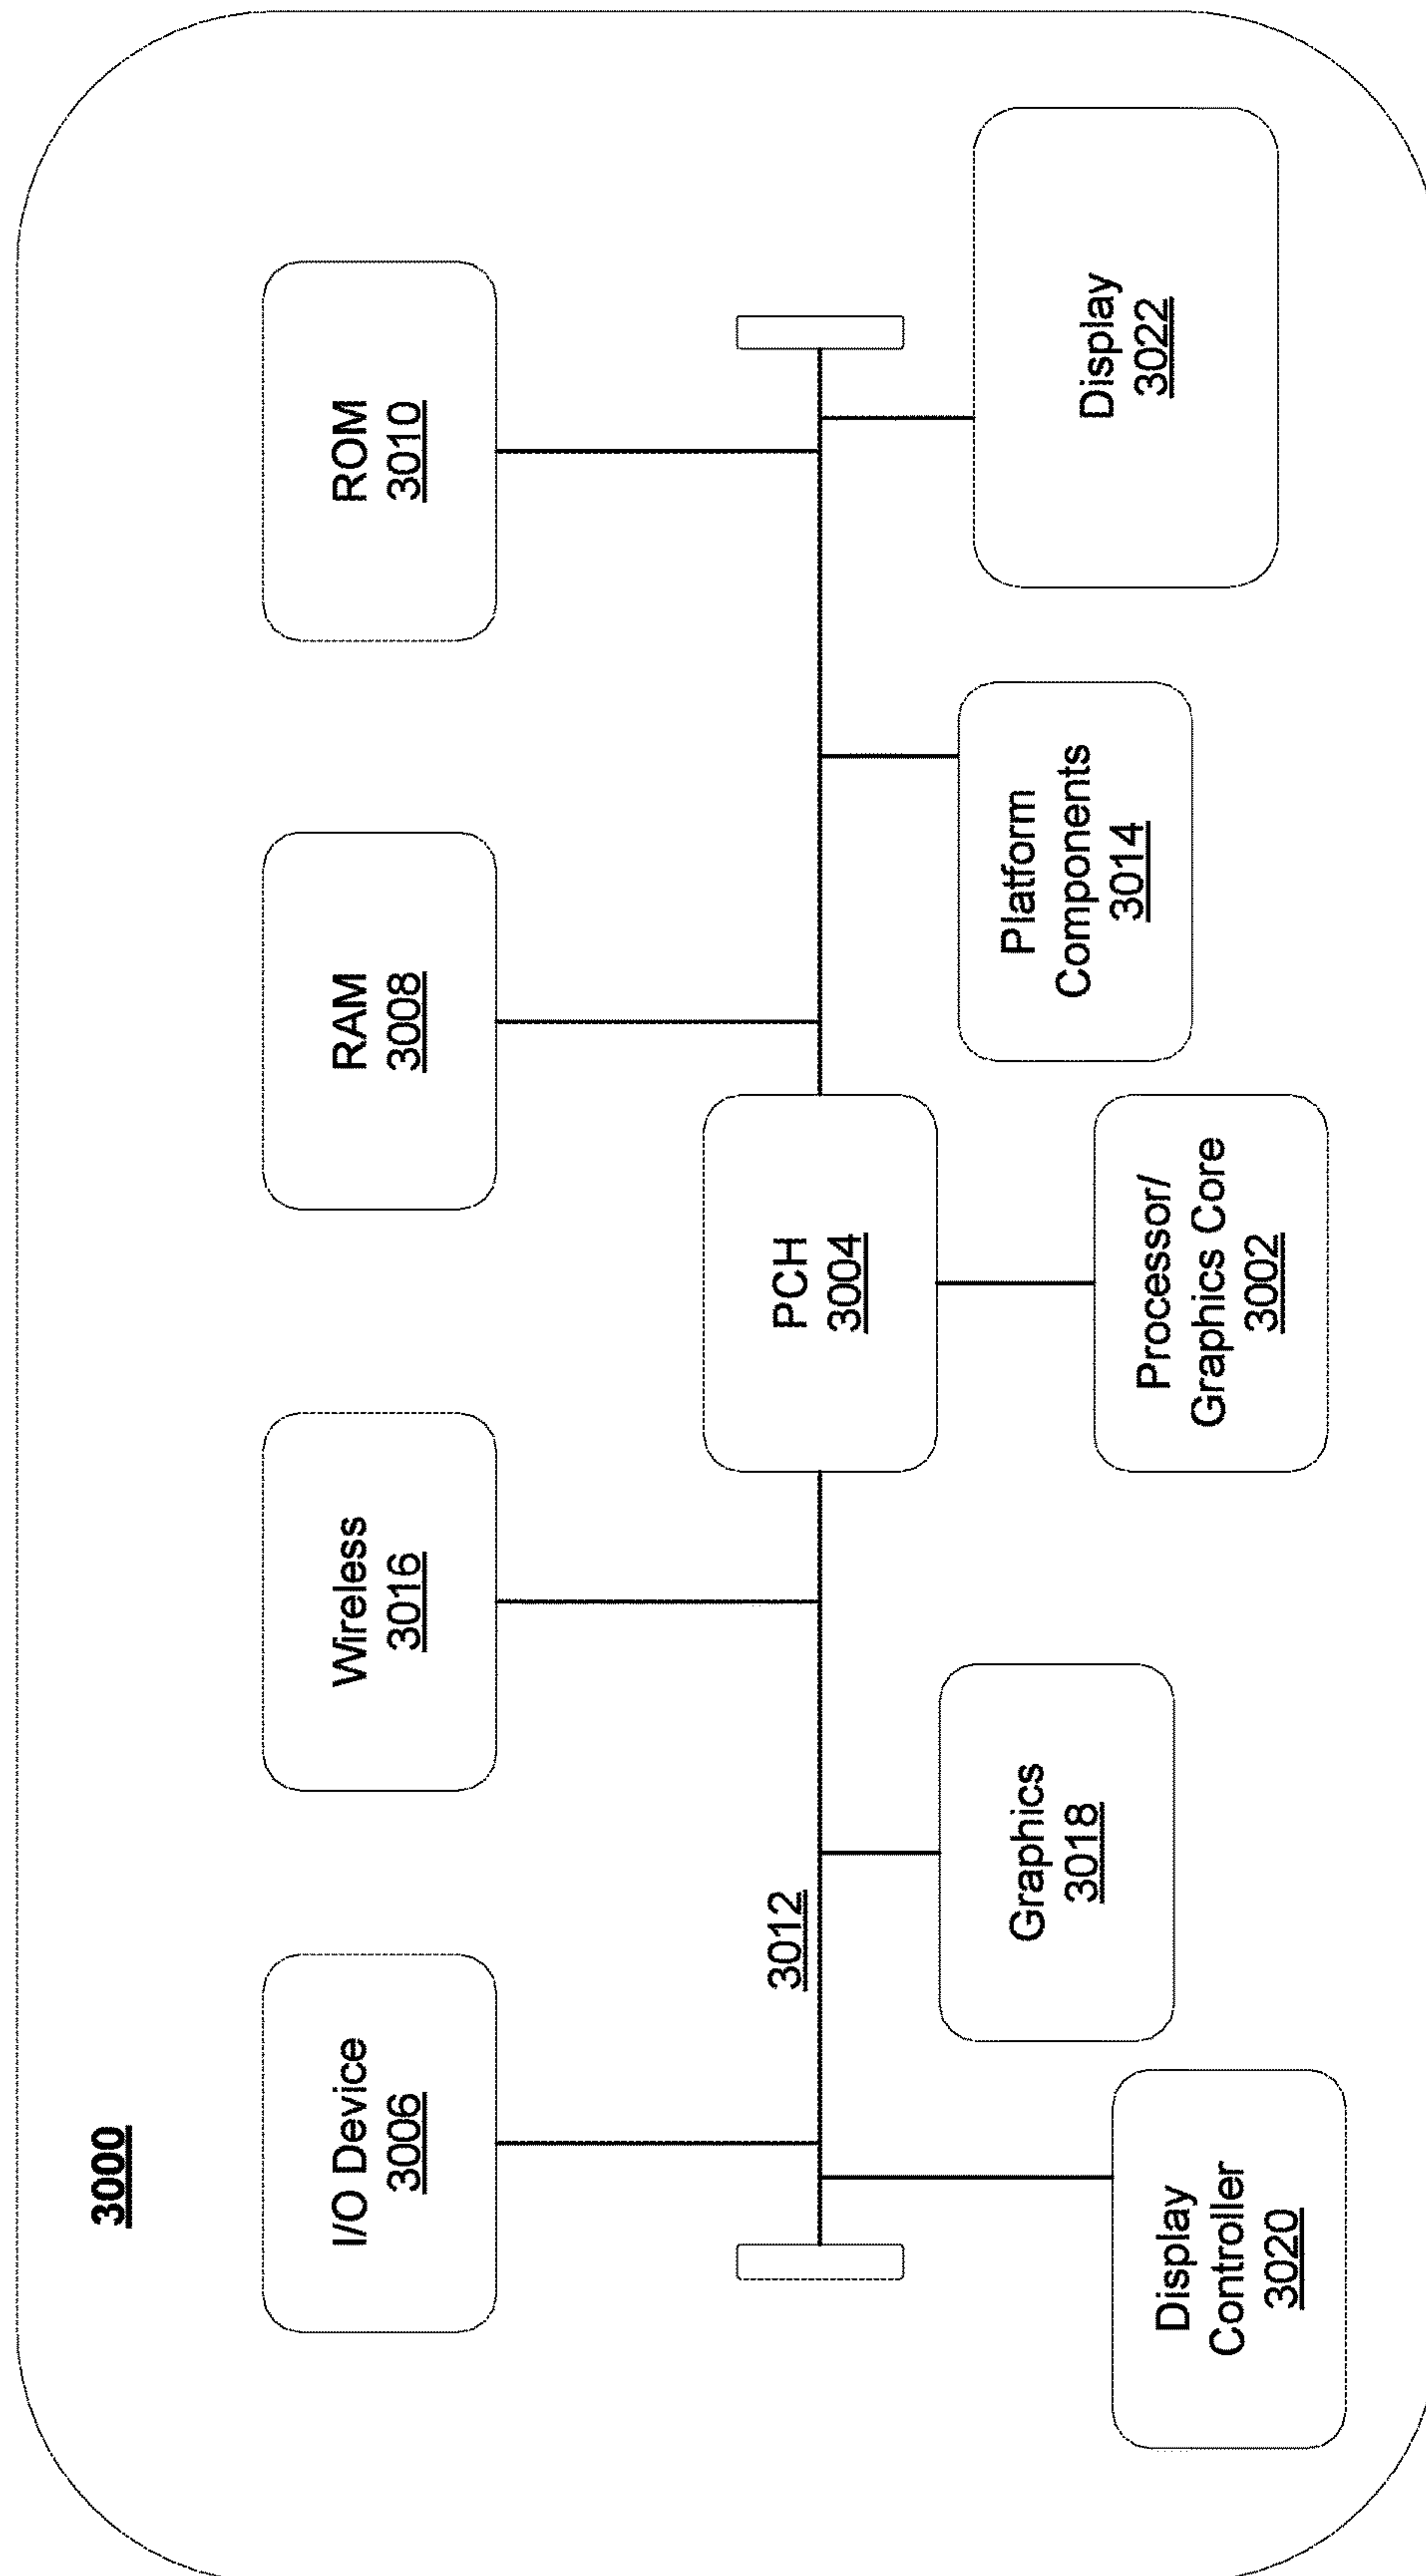 3000
I/O Device
3006
Wireless
3016
RAM
3008
ROM
3010
3012
PCH
3004
Graphics
3018
Platform
Components
3014
Display
3022
Display
Controller
3020
Processor/
Graphics Core
3002